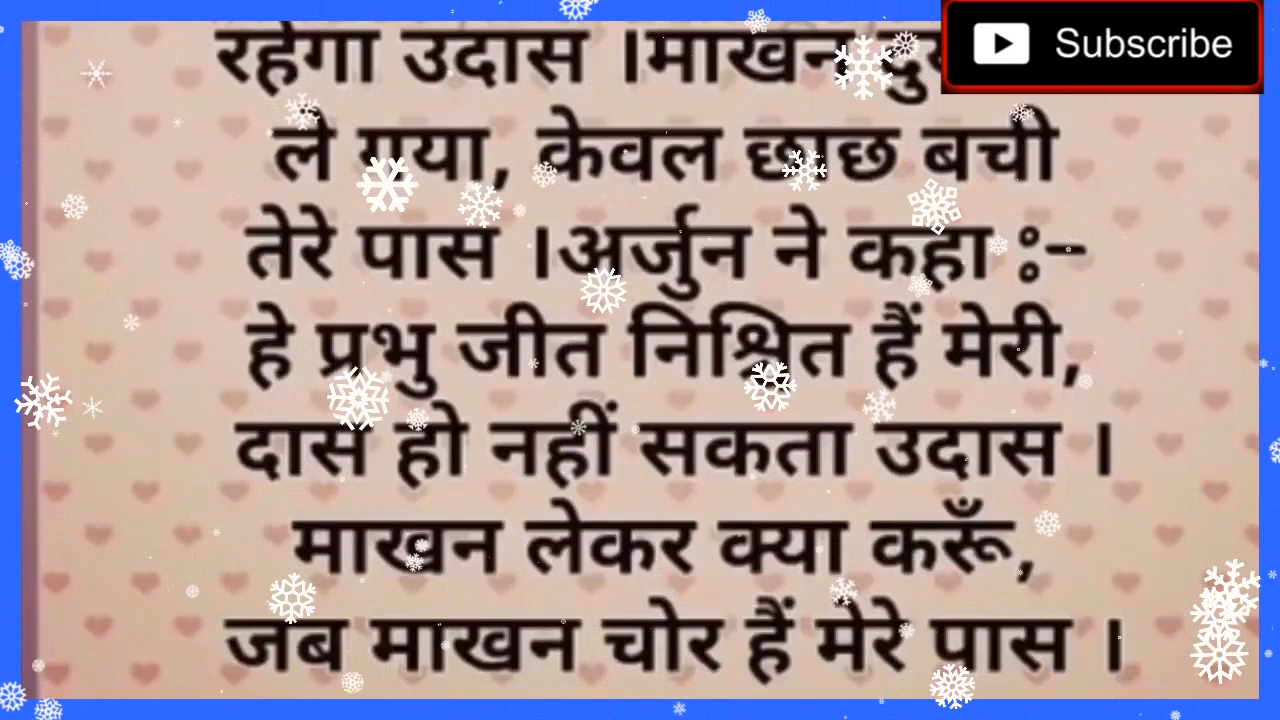 Subscribe
रहेगा उदास ।माखन
ले गया, केवल छाछ बची
तेरे पास ।अर्जुन ने कहा :–
हे प्रभु जीत निश्चित हैं मेरी,
दास हो नहीं सकता उदास ।
माखन लेकर क्या करूँ,
जब माखन चोर हैं मेरे पास ।